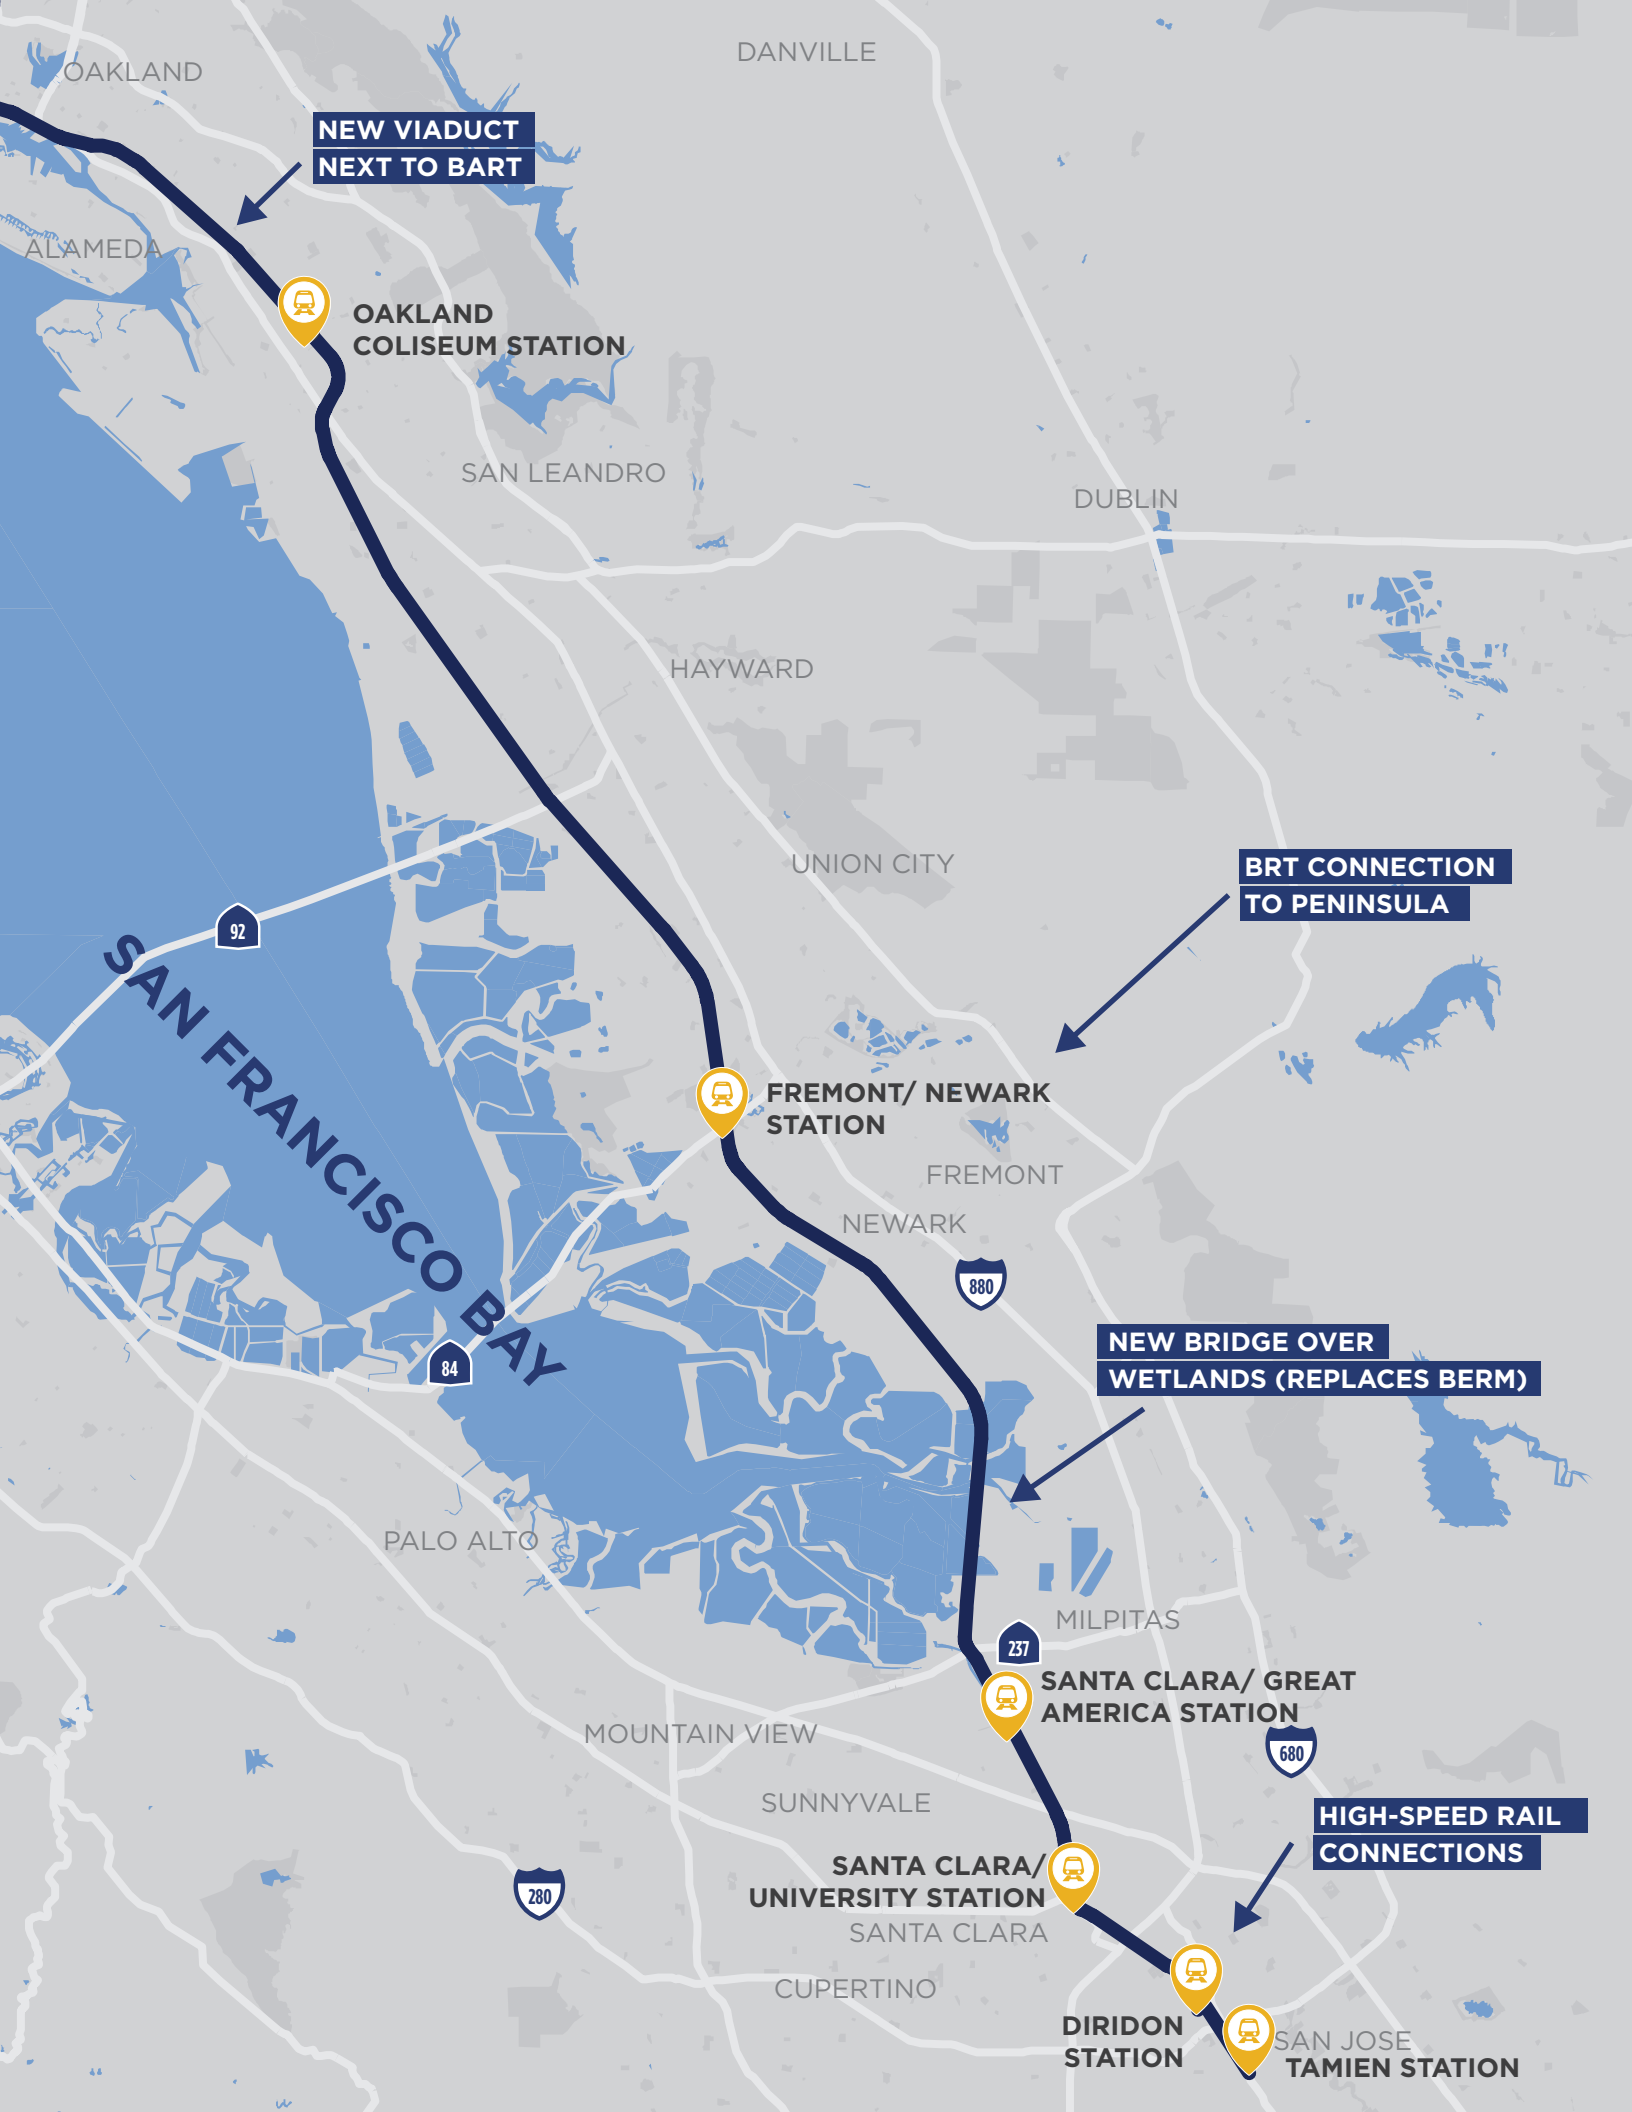 DANVILLE
OAKLAND
NEW VIADUCT
NEXT TO BART
ALAMEDA
OAKLAND
COLISEUM STATION
SAN LEANDRO
DUBLIN
HAYWARD
UNION CITY
BRT CONNECTION
TO PENINSULA
92
SAN FRANCISCO BAY
FREMONT/ NEWARK
STATION
FREMONT
NEWARK
880
NEW BRIDGE OVER
WETLANDS (REPLACES BERM)
84
PALO ALTO
MILPITAS
237
SANTA CLARA/ GREAT
AMERICA STATION
MOUNTAIN VIEW
680
SUNNYVALE
HIGH-SPEED RAIL
CONNECTIONS
SANTA CLARA/
UNIVERSITY STATION
280
SANTA CLARA
CUPERTINO
DIRIDON
STATION
SAN JOSE
TAMIEN STATION